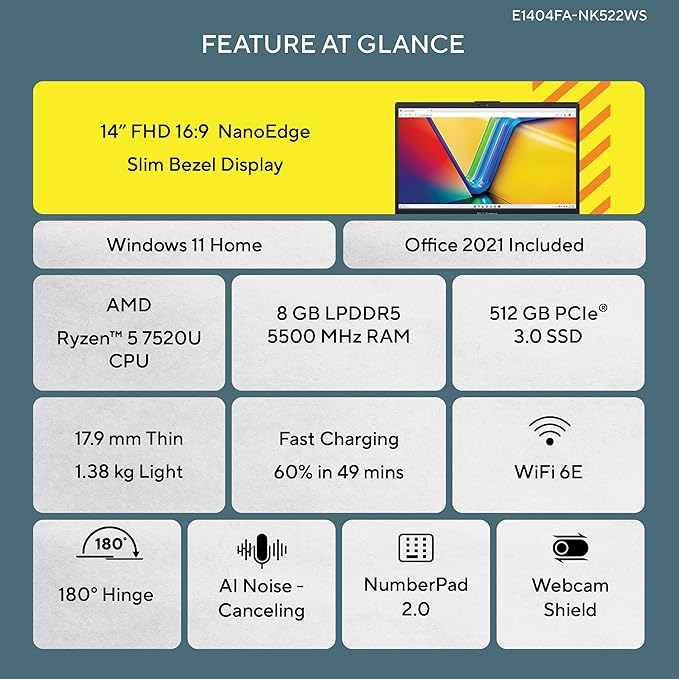 E1404FA-NK522WS
FEATURE AT GLANCE
14” FHD 16:9 NanoEdge
Slim Bezel Display
Windows 11 Home
Office 2021 Included
AMD
Ryzen™ 5 7520U
CPU
8 GB LPDDR5
5500 MHz RAM
512 GB PCIe®
3.0 SSD
17.9 mm Thin
1.38 kg Light
Fast Charging
60% in 49 mins
WiFi 6E
180°
180° Hinge
AI Noise -
Canceling
NumberPad
2.0
Webcam
Shield